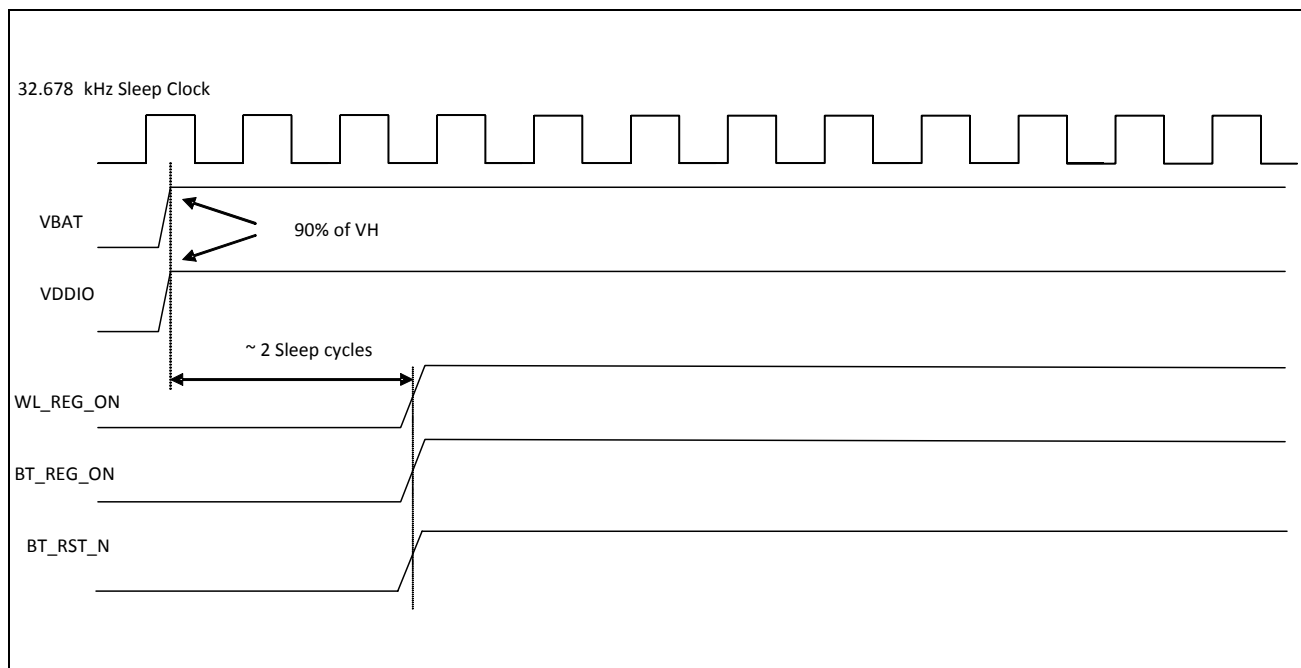 32.678 kHz Sleep Clock
VBAT
90% of VH
VDDIO
~ 2 Sleep cycles
WL_REG_ON
BT_REG_ON
BT_RST_N